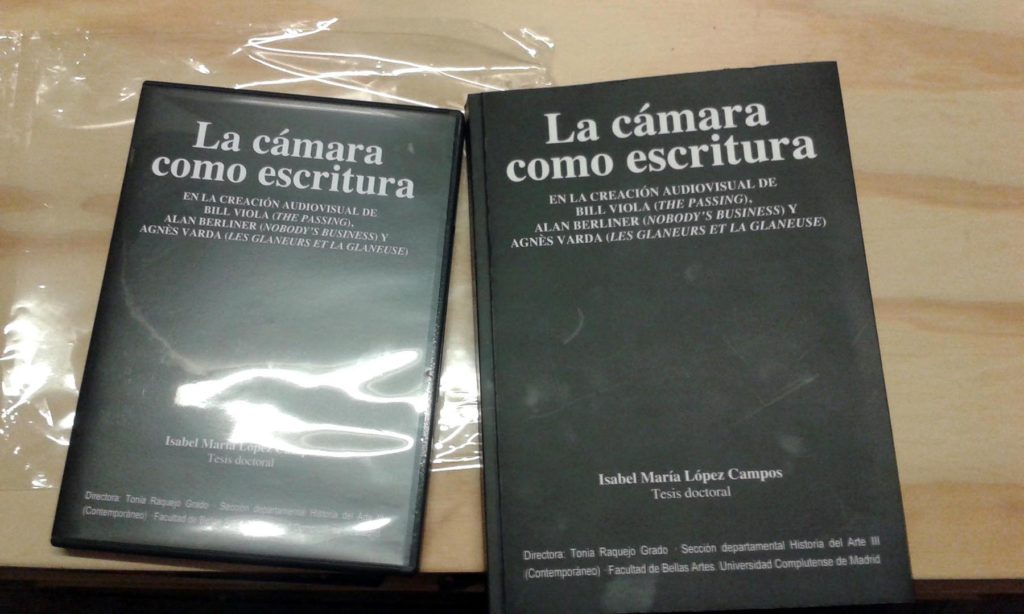 La cámara
como escritura
EN LA CREACIÓN AUDIOVISUAL DE
BILL VIOLA (THE PASSING),
ALAN BERLINER (NOBODY'S BUSINESS) Y
AGNÈS VARDA (LES GLANEURS ET LA GLANEUSE)
Isabel María López
Tesis doctoral
Directora: Tonia Raquejo Grado · Sección departamental Historia del Arte
(Contemporáneo) · Facultad de
La cámara
como escritura
EN LA CREACIÓN AUDIOVISUAL DE
BILL VIOLA (THE PASSING),
ALAN BERLINER (NOBODY'S BUSINESS) Y
AGNÈS VARDA (LES GLANEURS ET LA GLANEUSE)
Isabel María López Campos
Tesis doctoral
Directora: Tonia Raquejo Grado · Sección departamental Historia del Arte III
(Contemporáneo) · Facultad de Bellas Artes. Universidad Complutense de Madrid